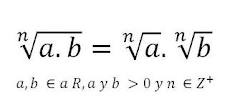 ⁿ√a.b = ⁿ√a. ⁿ√b
a,b ∈ a R, a y b > 0 y n ∈ Z⁺